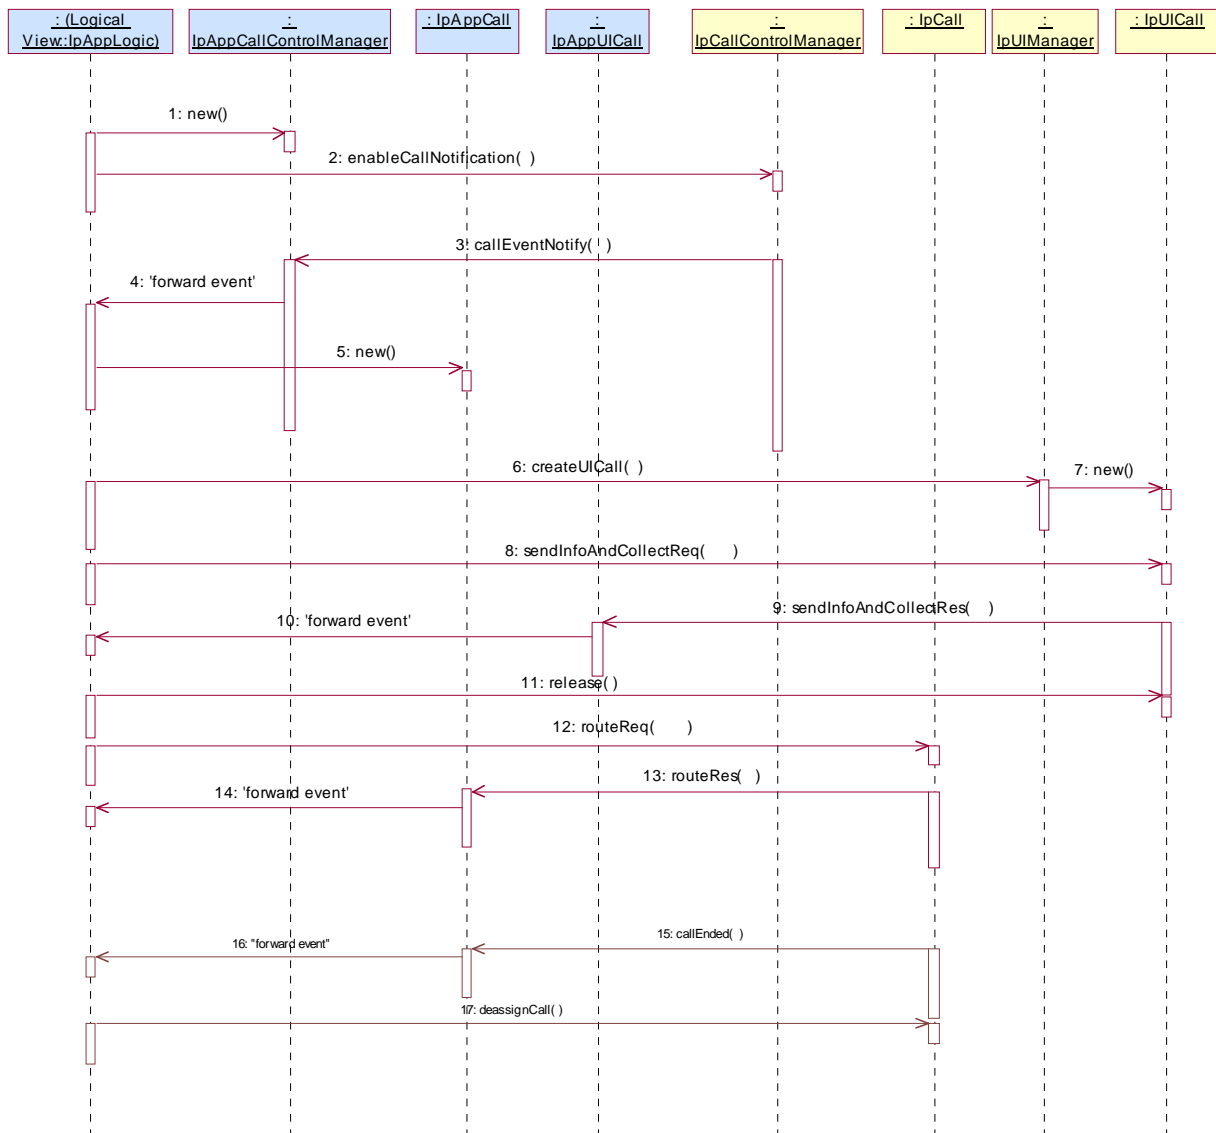 : (Logical
View::IpAppLogic)
:
IpAppCallControlManager
: IpAppCall
:
IpAppUICall
:
IpCallControlManager
: IpCall
:
IpUIManager
: IpUICall
1: new()
2: enableCallNotification( )
3: callEventNotify( )
4: 'forward event'
5: new()
6: createUICall( )
7: new()
8: sendInfoAndCollectReq( )
9: sendInfoAndCollectRes( )
10: 'forward event'
11: release( )
12: routeReq( )
13: routeRes( )
14: 'forward event'
15: callEnded( )
16: "forward event"
17: deassignCall( )